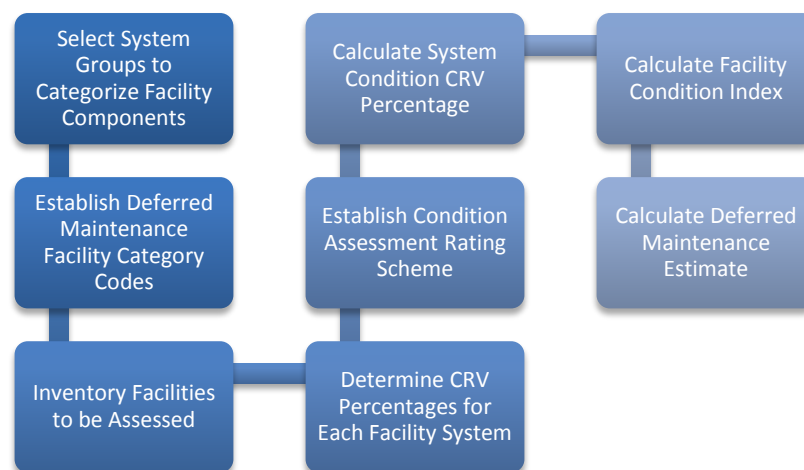 Select System
Groups to
Categorize Facility
Components
Establish Deferred
Maintenance
Facility Category
Codes
Inventory Facilities
to be Assessed
Determine CRV
Percentages for
Each Facility System
Establish Condition
Assessment Rating
Scheme
Calculate System
Condition CRV
Percentage
Calculate Facility
Condition Index
Calculate Deferred
Maintenance
Estimate